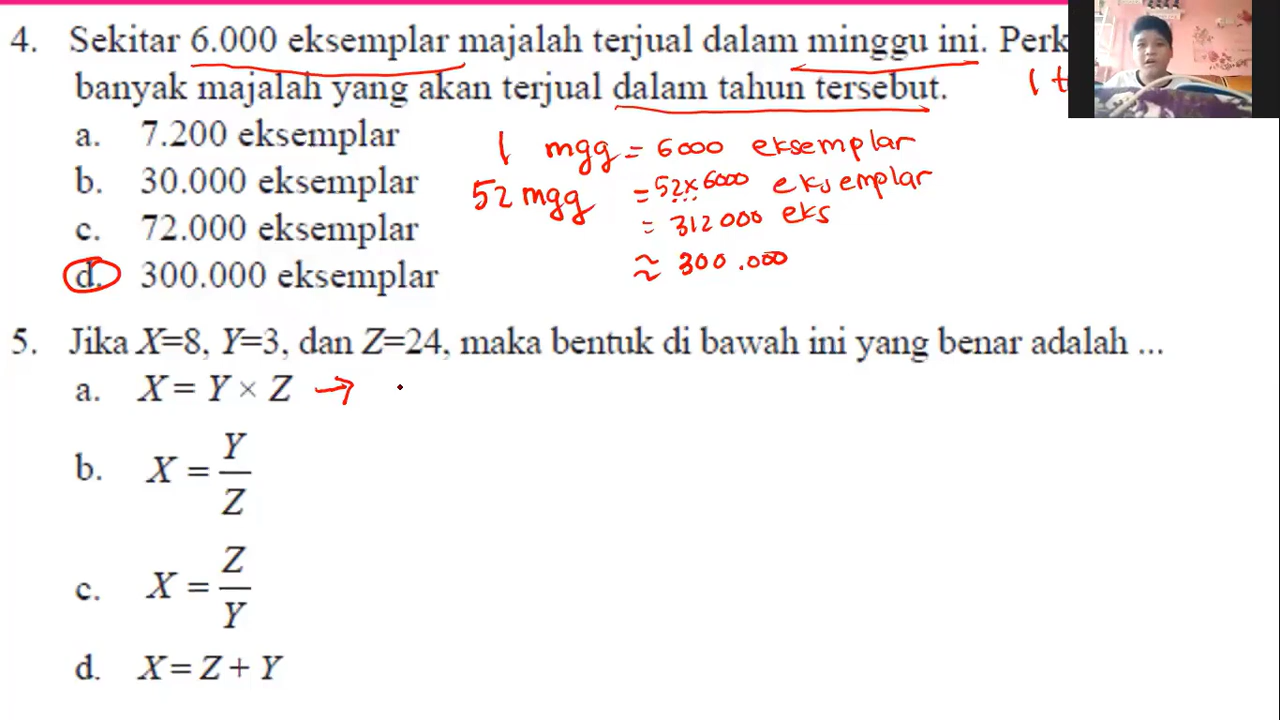 4. Sekitar 6.000 eksemplar majalah terjual dalam minggu ini. Perk
banyak majalah yang akan terjual dalam tahun tersebut.
1 t
a. 7.200 eksemplar
b. 30.000 eksemplar
c. 72.000 eksemplar
d. 300.000 eksemplar
1 mgg = 6000 eksemplar
52 mgg = 52x6000 eksemplar
= 312000 eks
≈ 300.000
5. Jika X=8, Y=3, dan Z=24, maka bentuk di bawah ini yang benar adalah ...
a. X = Y × Z →
b. X = Y/Z
c. X = Z/Y
d. X = Z + Y